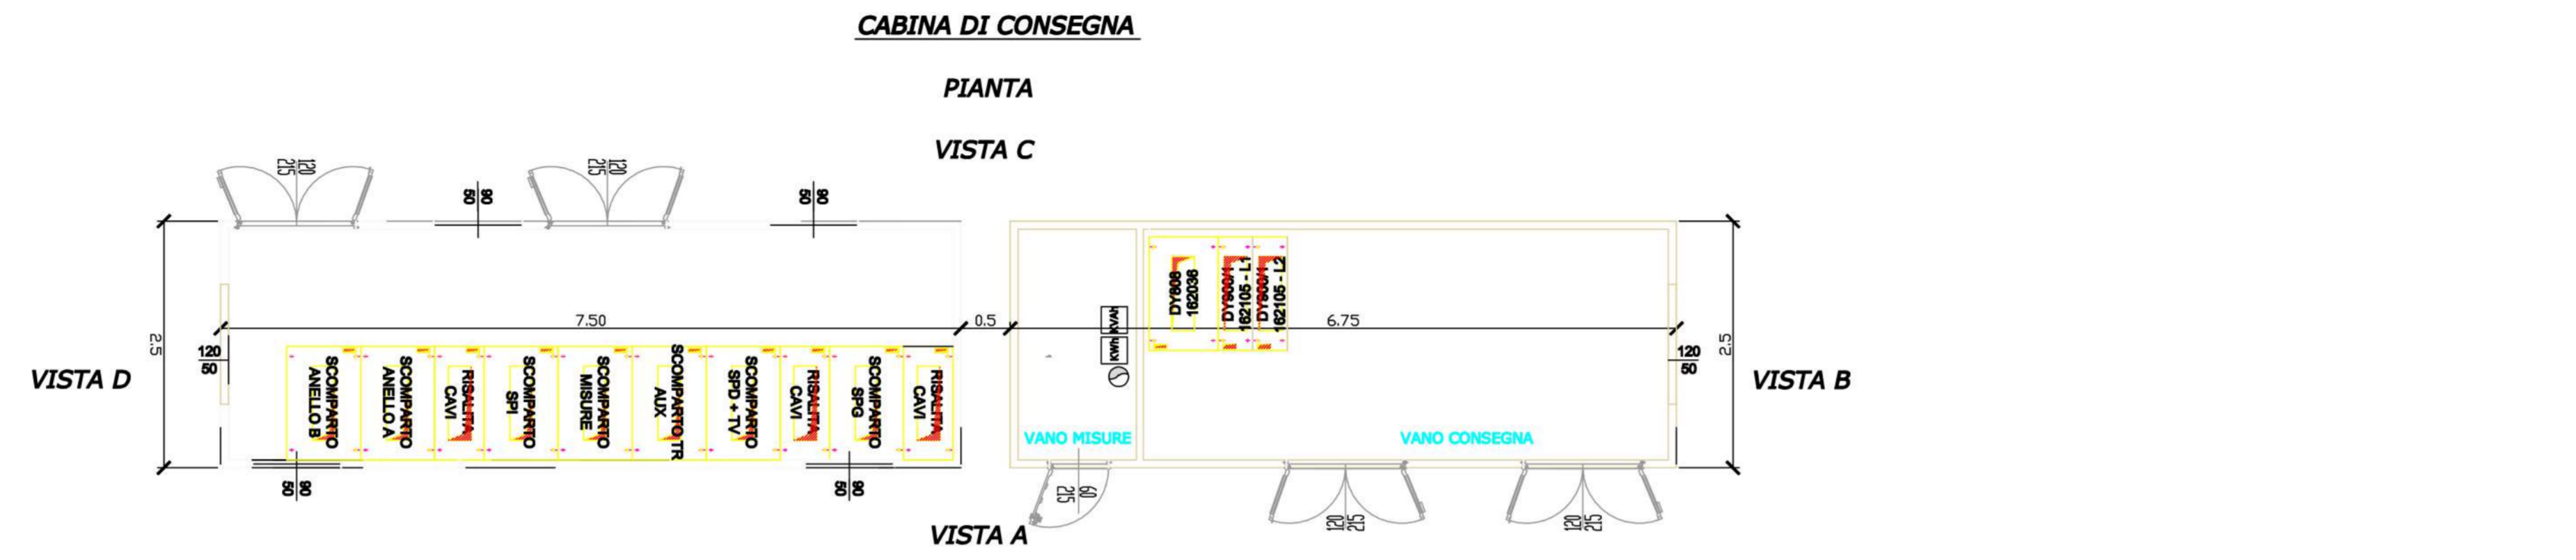 CABINA DI CONSEGNA
PIANTA
VISTA C
120
215
90
50
120
215
90
50
2.5
7.50
0.5
6.75
2.5
120
50
VISTA D
SCOMPARTO
ANELLO B
SCOMPARTO
ANELLO A
RISALITA
CAVI
SCOMPARTO
SPI
SCOMPARTO
MISURE
SCOMPARTO TR
AUX
SCOMPARTO
SPD + TV
RISALITA
CAVI
SCOMPARTO
SPG
RISALITA
CAVI
KVAh
KWh
DY808
162036
DY900/1
162105 - L1
DY900/1
162105 - L2
120
50
VISTA B
VANO MISURE
VANO CONSEGNA
90
50
90
50
60
215
120
215
120
215
VISTA A